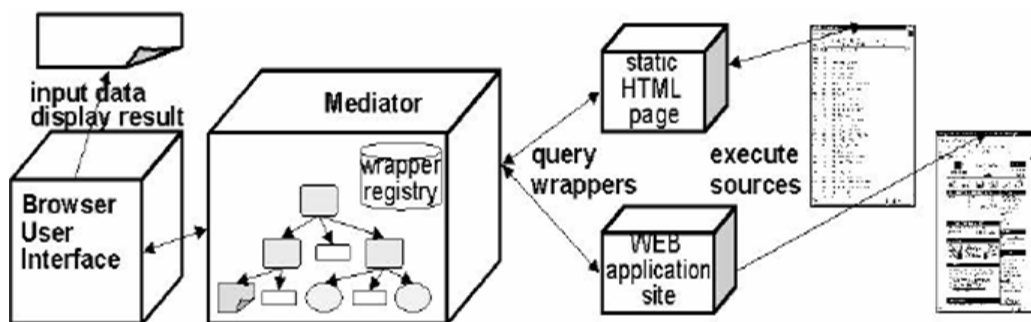 input data
display result
Browser
User
Interface
Mediator
wrapper
registry
query
wrappers
static
HTML
page
WEB
application
site
execute
sources